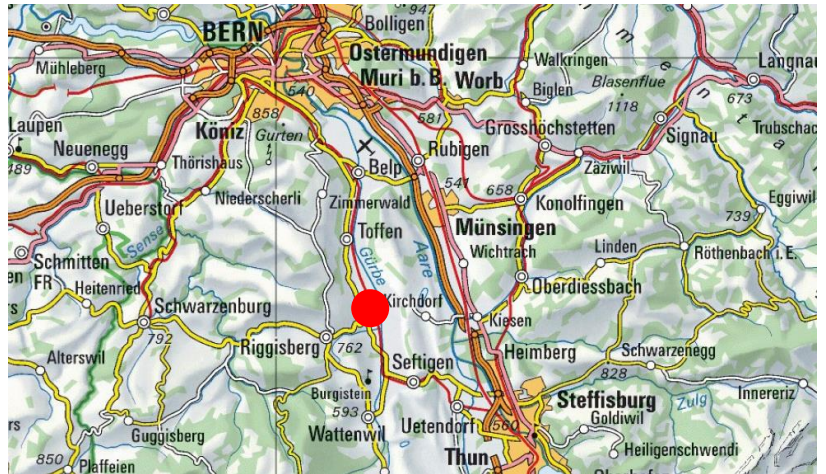 947
BERN
Bolligen
Ostermundigen
Walkringen
Langnau
Mühleberg
Muri b. B.
Worb
Blasenflue
1118
673
540
Biglen
858
Laupen
Köniz
581
Grosshöchstetten
Signau
Trubschac
Gurten
Neuenegg
Thörishaus
Rubigen
489
Belp
Zäziwil
541
658
Niederscherli
Zimmerwald
Konolfingen
Eggiwil
Ueberstorf
Toffen
Münsingen
739
Sense
Linden
Gürbe
Aare
Wichtrach
Röthenbach i. E.
Schmitten
FR
Heitenried
Oberdiessbach
Schwarzenburg
Kirchdorf
Kiesen
792
Riggisberg
762
Heimberg
Schwarzenegg
Alterswil
Seftigen
828
Innereriz
Burgistein
Steffisburg
Zulg
593
Guggisberg
Wattenwil
Uetendorf
Goldiwil
560
850
Plaffeien
Thun
Heiligenschwendi